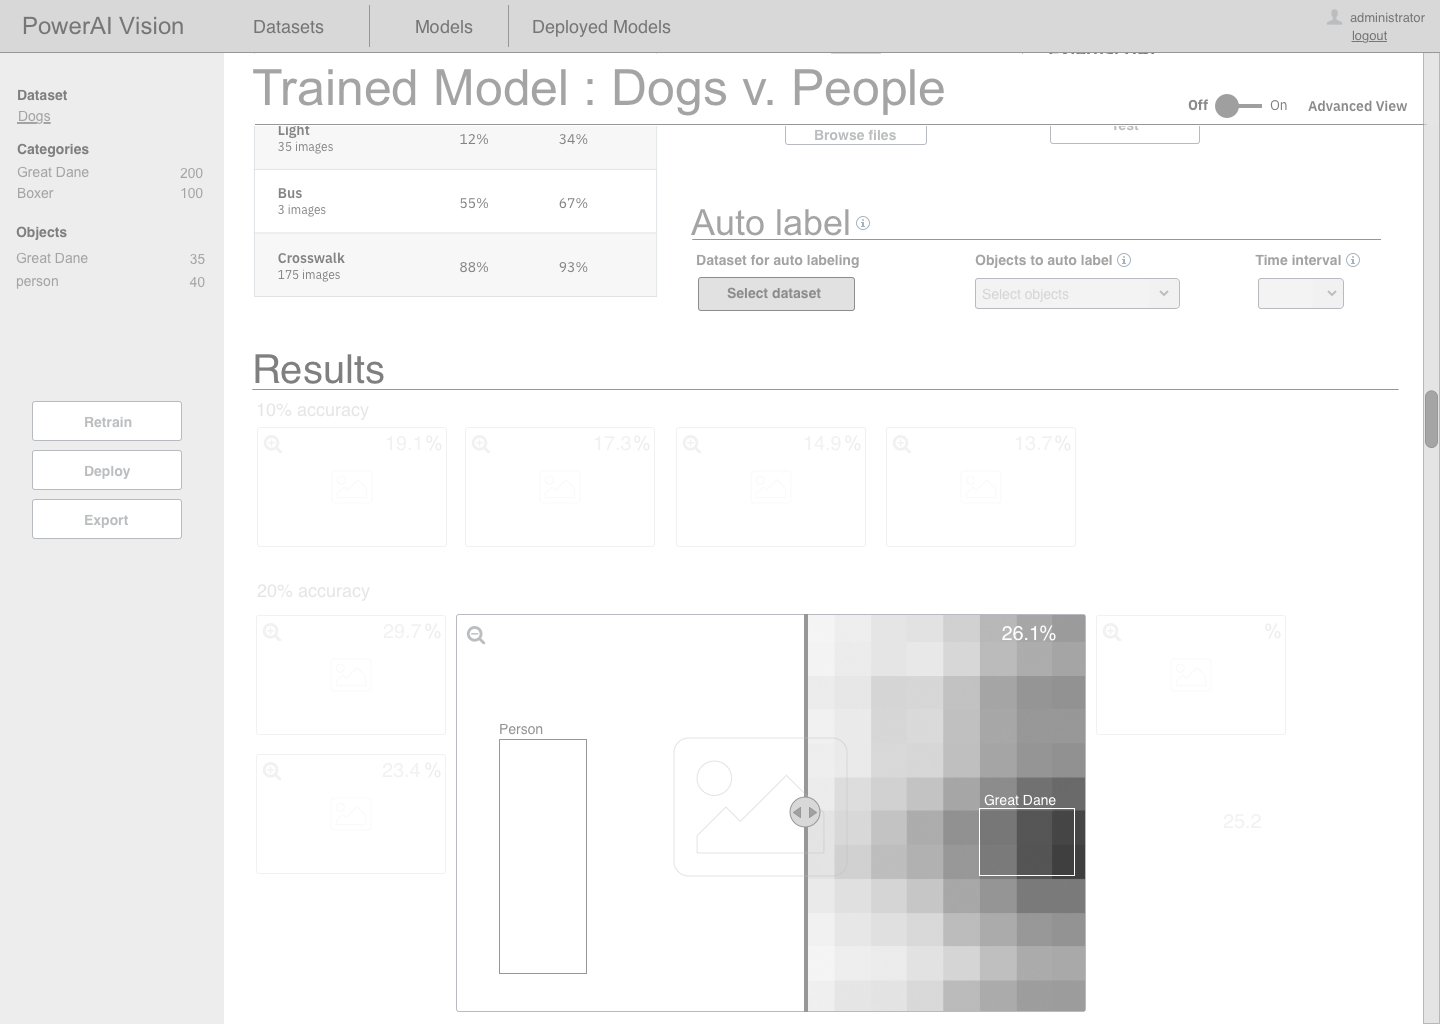 PowerAI Vision
Datasets
Models
Deployed Models
administrator
logout
Trained Model : Dogs v. People
Off
On
Advanced View
Dataset
Dogs
Categories
Great Dane 200
Boxer 100
Objects
Great Dane 35
person 40
Retrain
Deploy
Export
Light
35 images
12% 34%
Bus
3 images
55% 67%
Crosswalk
175 images
88% 93%
Browse files
Test
Auto label
Dataset for auto labeling
Select dataset
Objects to auto label
Select objects
Time interval
Results
10% accuracy
19.1%
17.3%
14.9%
13.7%
20% accuracy
29.7%
26.1%
%
Person
Great Dane
23.4%
25.2